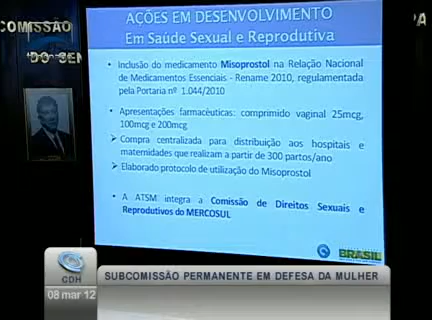 AÇÕES EM DESENVOLVIMENTO
Em Saúde Sexual e Reprodutiva
COMISSÃO
DO SEN
PA
• Inclusão do medicamento Misoprostol na Relação Nacional
de Medicamentos Essenciais - Rename 2010, regulamentada
pela Portaria nº 1.044/2010
• Apresentações farmacêuticas: comprimido vaginal 25mcg,
100mcg e 200mcg
➢ Compra centralizada para distribuição aos hospitais e
maternidades que realizam a partir de 300 partos/ano
➢ Elaborado protocolo de utilização do Misoprostol
• A ATSM integra a Comissão de Direitos Sexuais e
Reprodutivos do MERCOSUL
BRASIL
CDH
SUBCOMISSÃO PERMANENTE EM DEFESA DA MULHER
08 mar 12